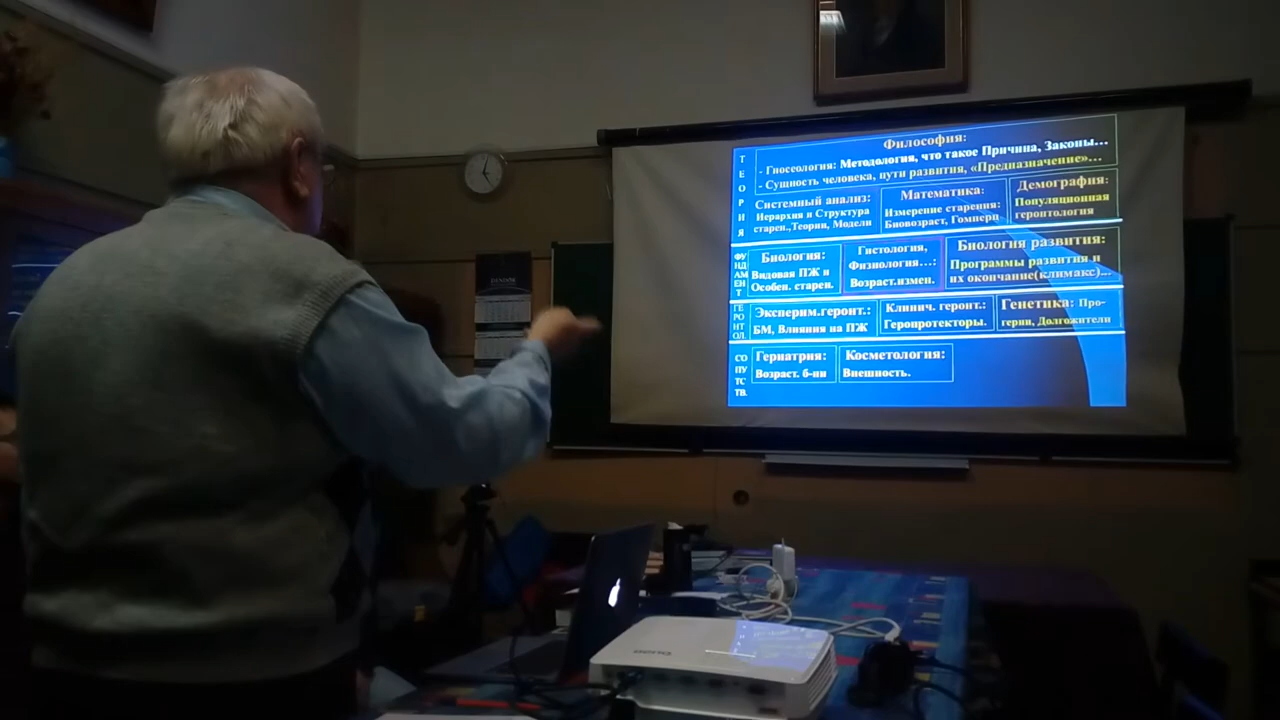 Философия:
- Гносеология: Методология, что такое Причина, Законы...
- Сущность человека, пути развития, «Предназначение»...
Т
Е
О
Р
И
Я
Системный анализ:
Иерархия и Структура
старен.,Теории, Модели
Математика:
Измерение старения:
Биовозраст, Гомперц
Демография:
Популяционная
геронтология
ФУ
НД
АМ
ЕН
Т
Биология:
Видовая ПЖ и
Особен. старен.
Гистология,
Физиология...:
Возраст.измен.
Биология развития:
Программы развития и
их окончание(климакс)...
ГЕ
РО
НТ
ОЛ.
Эксперим.геронт.:
БМ, Влияния на ПЖ
Клинич. геронт.:
Геропротекторы.
Генетика: Про-
герии, Долгожители
СО
ПУ
ТС
ТВ.
Гериатрия:
Возраст. б-ни
Косметология:
Внешность.
BenQ